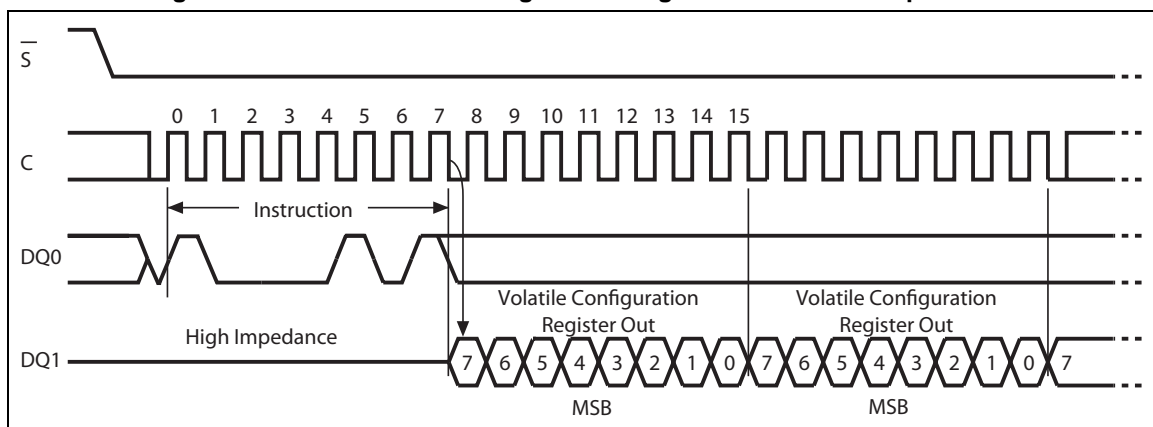 S
0 1 2 3 4 5 6 7 8 9 10 11 12 13 14 15
C
Instruction
DQ0
Volatile Configuration Register Out
Volatile Configuration Register Out
High Impedance
DQ1
7 6 5 4 3 2 1 0 7 6 5 4 3 2 1 0 7
MSB
MSB